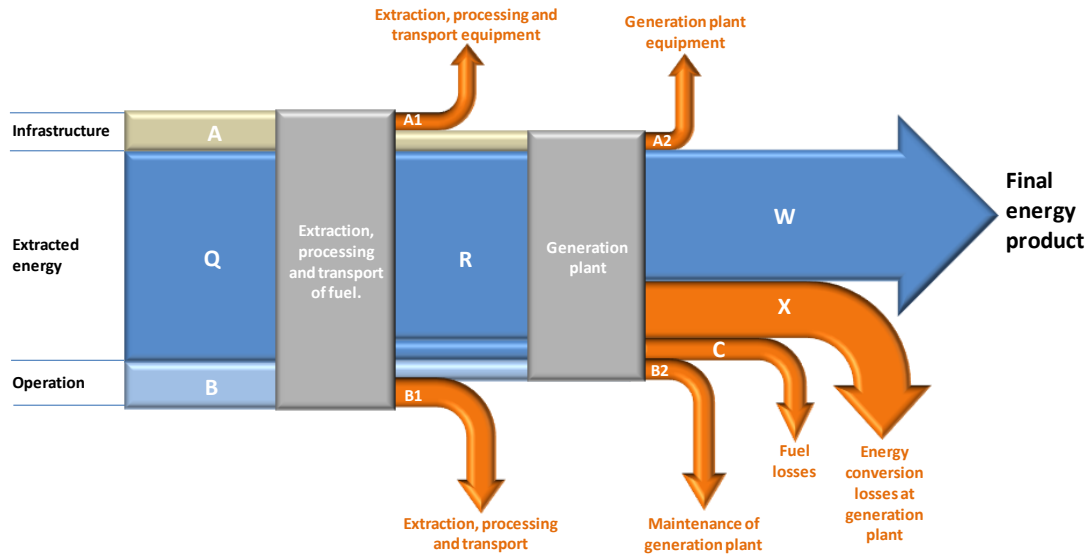 Extraction, processing and
transport equipment
Generation plant
equipment
Infrastructure
A
A1
A2
Extracted
energy
Q
Extraction,
processing
and transport
of fuel.
R
Generation
plant
W
Final
energy
product
X
C
Operation
B
B1
B2
Fuel
losses
Energy
conversion
losses at
generation
plant
Extraction, processing
and transport
Maintenance of
generation plant